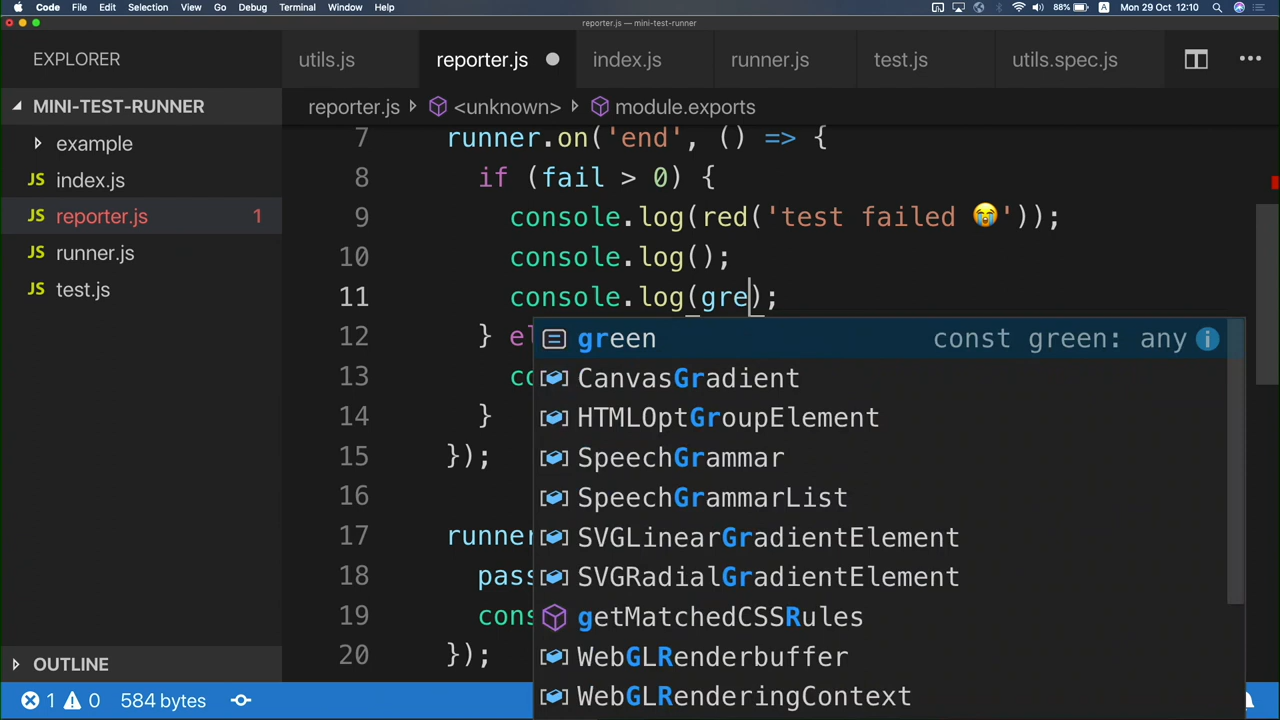 Code File Edit Selection View Go Debug Terminal Window Help 88% A Mon 29 Oct 12:10
reporter.js — mini-test-runner
EXPLORER
utils.js reporter.js index.js runner.js test.js utils.spec.js
MINI-TEST-RUNNER
example
JS index.js
JS reporter.js 1
JS runner.js
JS test.js
OUTLINE
reporter.js <unknown> module.exports
7 runner.on('end', () => {
8 if (fail > 0) {
9 console.log(red('test failed 😭'));
10 console.log();
11 console.log(gre);
12 } el
13 co
14 }
15 });
16
17 runner
18 pass
19 cons
20 });
green const green: any
CanvasGradient
HTMLOptGroupElement
SpeechGrammar
SpeechGrammarList
SVGLinearGradientElement
SVGRadialGradientElement
getMatchedCSSRules
WebGLRenderbuffer
WebGLRenderingContext
1 0 584 bytes